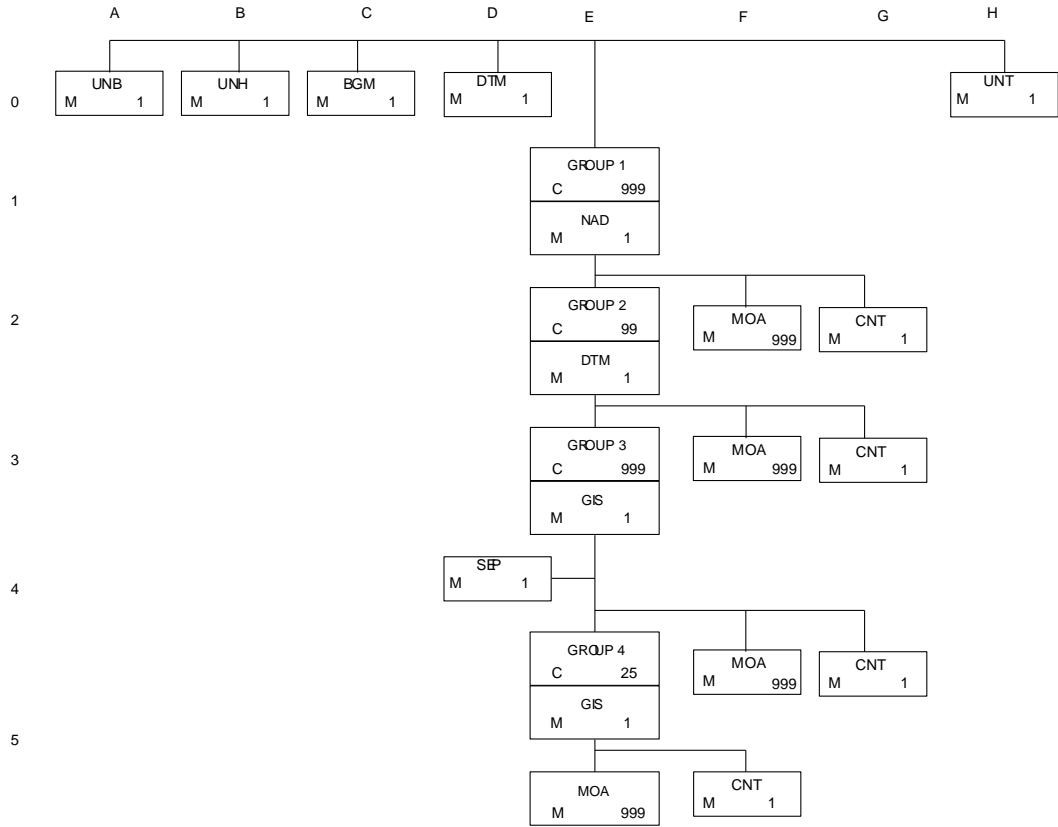 A B C D E F G H
UNB UNH BGM DTM UNT
0 M 1 M 1 M 1 M 1 M 1
GROUP 1
C 999
1
NAD
M 1
GROUP 2 MOA CNT
2 C 99 M 999 M 1
DTM
M 1
GROUP 3 MOA CNT
3 C 999 M 999 M 1
GIS
M 1
SEP
4 M 1
GROUP 4 MOA CNT
C 25 M 999 M 1
GIS
M 1
5
MOA CNT
M 999 M 1